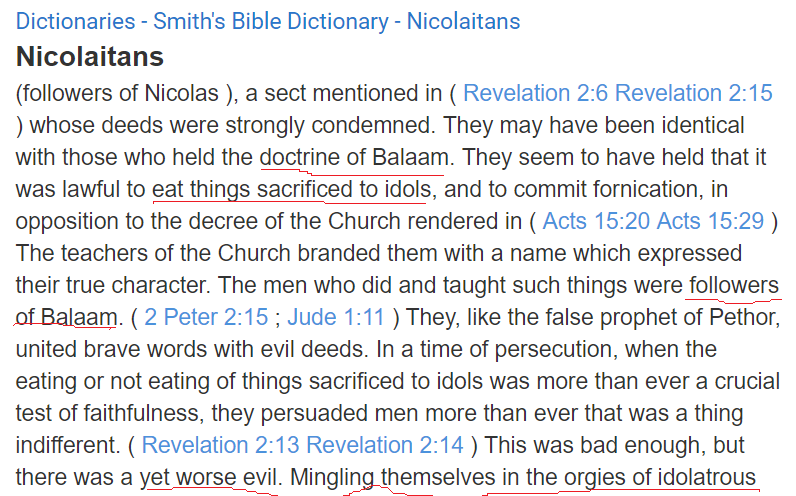 Dictionaries - Smith's Bible Dictionary - Nicolaitans
Nicolaitans
(followers of Nicolas ), a sect mentioned in ( Revelation 2:6 Revelation 2:15
) whose deeds were strongly condemned. They may have been identical
with those who held the doctrine of Balaam. They seem to have held that it
was lawful to eat things sacrificed to idols, and to commit fornication, in
opposition to the decree of the Church rendered in ( Acts 15:20 Acts 15:29 )
The teachers of the Church branded them with a name which expressed
their true character. The men who did and taught such things were followers
of Balaam. ( 2 Peter 2:15 ; Jude 1:11 ) They, like the false prophet of Pethor,
united brave words with evil deeds. In a time of persecution, when the
eating or not eating of things sacrificed to idols was more than ever a crucial
test of faithfulness, they persuaded men more than ever that was a thing
indifferent. ( Revelation 2:13 Revelation 2:14 ) This was bad enough, but
there was a yet worse evil. Mingling themselves in the orgies of idolatrous